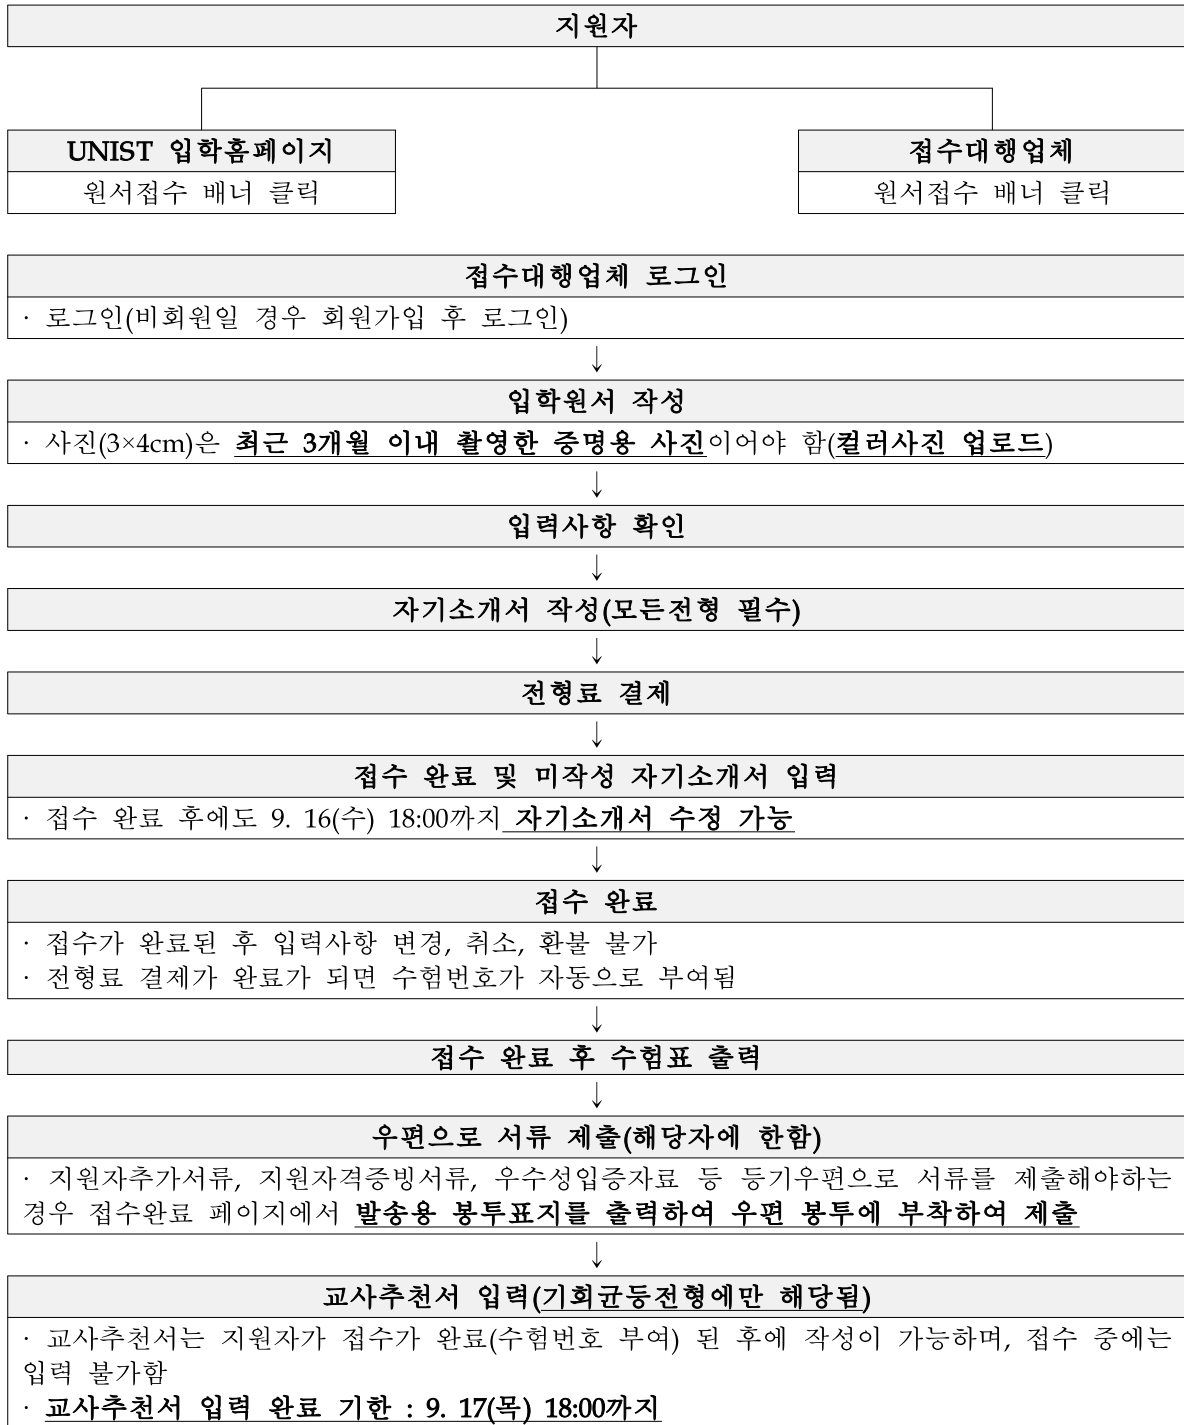 지원자
UNIST 입학홈페이지
원서접수 배너 클릭
접수대행업체
원서접수 배너 클릭
접수대행업체 로그인
· 로그인(비회원일 경우 회원가입 후 로그인)
↓
입학원서 작성
· 사진(3×4cm)은 최근 3개월 이내 촬영한 증명용 사진이어야 함(컬러사진 업로드)
↓
입력사항 확인
↓
자기소개서 작성(모든전형 필수)
↓
전형료 결제
↓
접수 완료 및 미작성 자기소개서 입력
· 접수 완료 후에도 9. 16(수) 18:00까지 자기소개서 수정 가능
↓
접수 완료
· 접수가 완료된 후 입력사항 변경, 취소, 환불 불가
· 전형료 결제가 완료가 되면 수험번호가 자동으로 부여됨
↓
접수 완료 후 수험표 출력
↓
우편으로 서류 제출(해당자에 한함)
· 지원자추가서류, 지원자격증빙서류, 우수성입증자료 등 등기우편으로 서류를 제출해야하는
경우 접수완료 페이지에서 발송용 봉투표지를 출력하여 우편 봉투에 부착하여 제출
↓
교사추천서 입력(기회균등전형에만 해당됨)
· 교사추천서는 지원자가 접수가 완료(수험번호 부여) 된 후에 작성이 가능하며, 접수 중에는
입력 불가함
· 교사추천서 입력 완료 기한 : 9. 17(목) 18:00까지